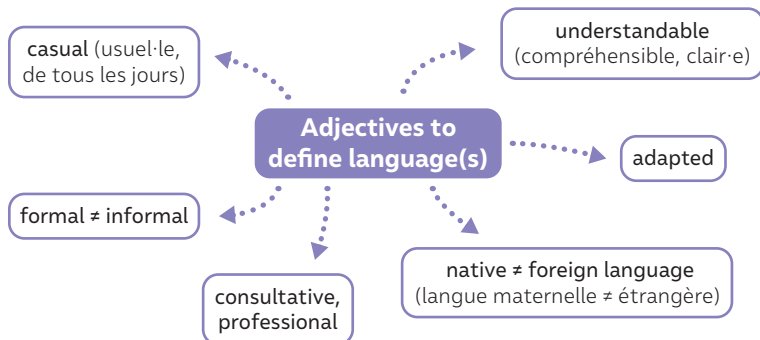 casual (usuel·le,
de tous les jours)
understandable
(compréhensible, clair·e)
Adjectives to
define language(s)
adapted
formal ≠ informal
consultative,
professional
native ≠ foreign language
(langue maternelle ≠ étrangère)